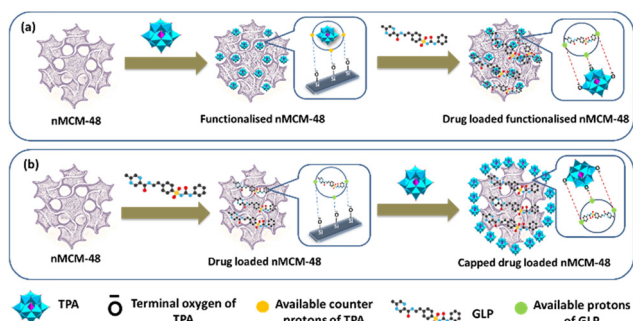 (a)
nMCM-48
Functionalised nMCM-48
Drug loaded functionalised nMCM-48
(b)
nMCM-48
Drug loaded nMCM-48
Capped drug loaded nMCM-48
TPA
Ō
Terminal oxygen of
TPA
Available counter
protons of TPA
GLP
Available protons
of GLP